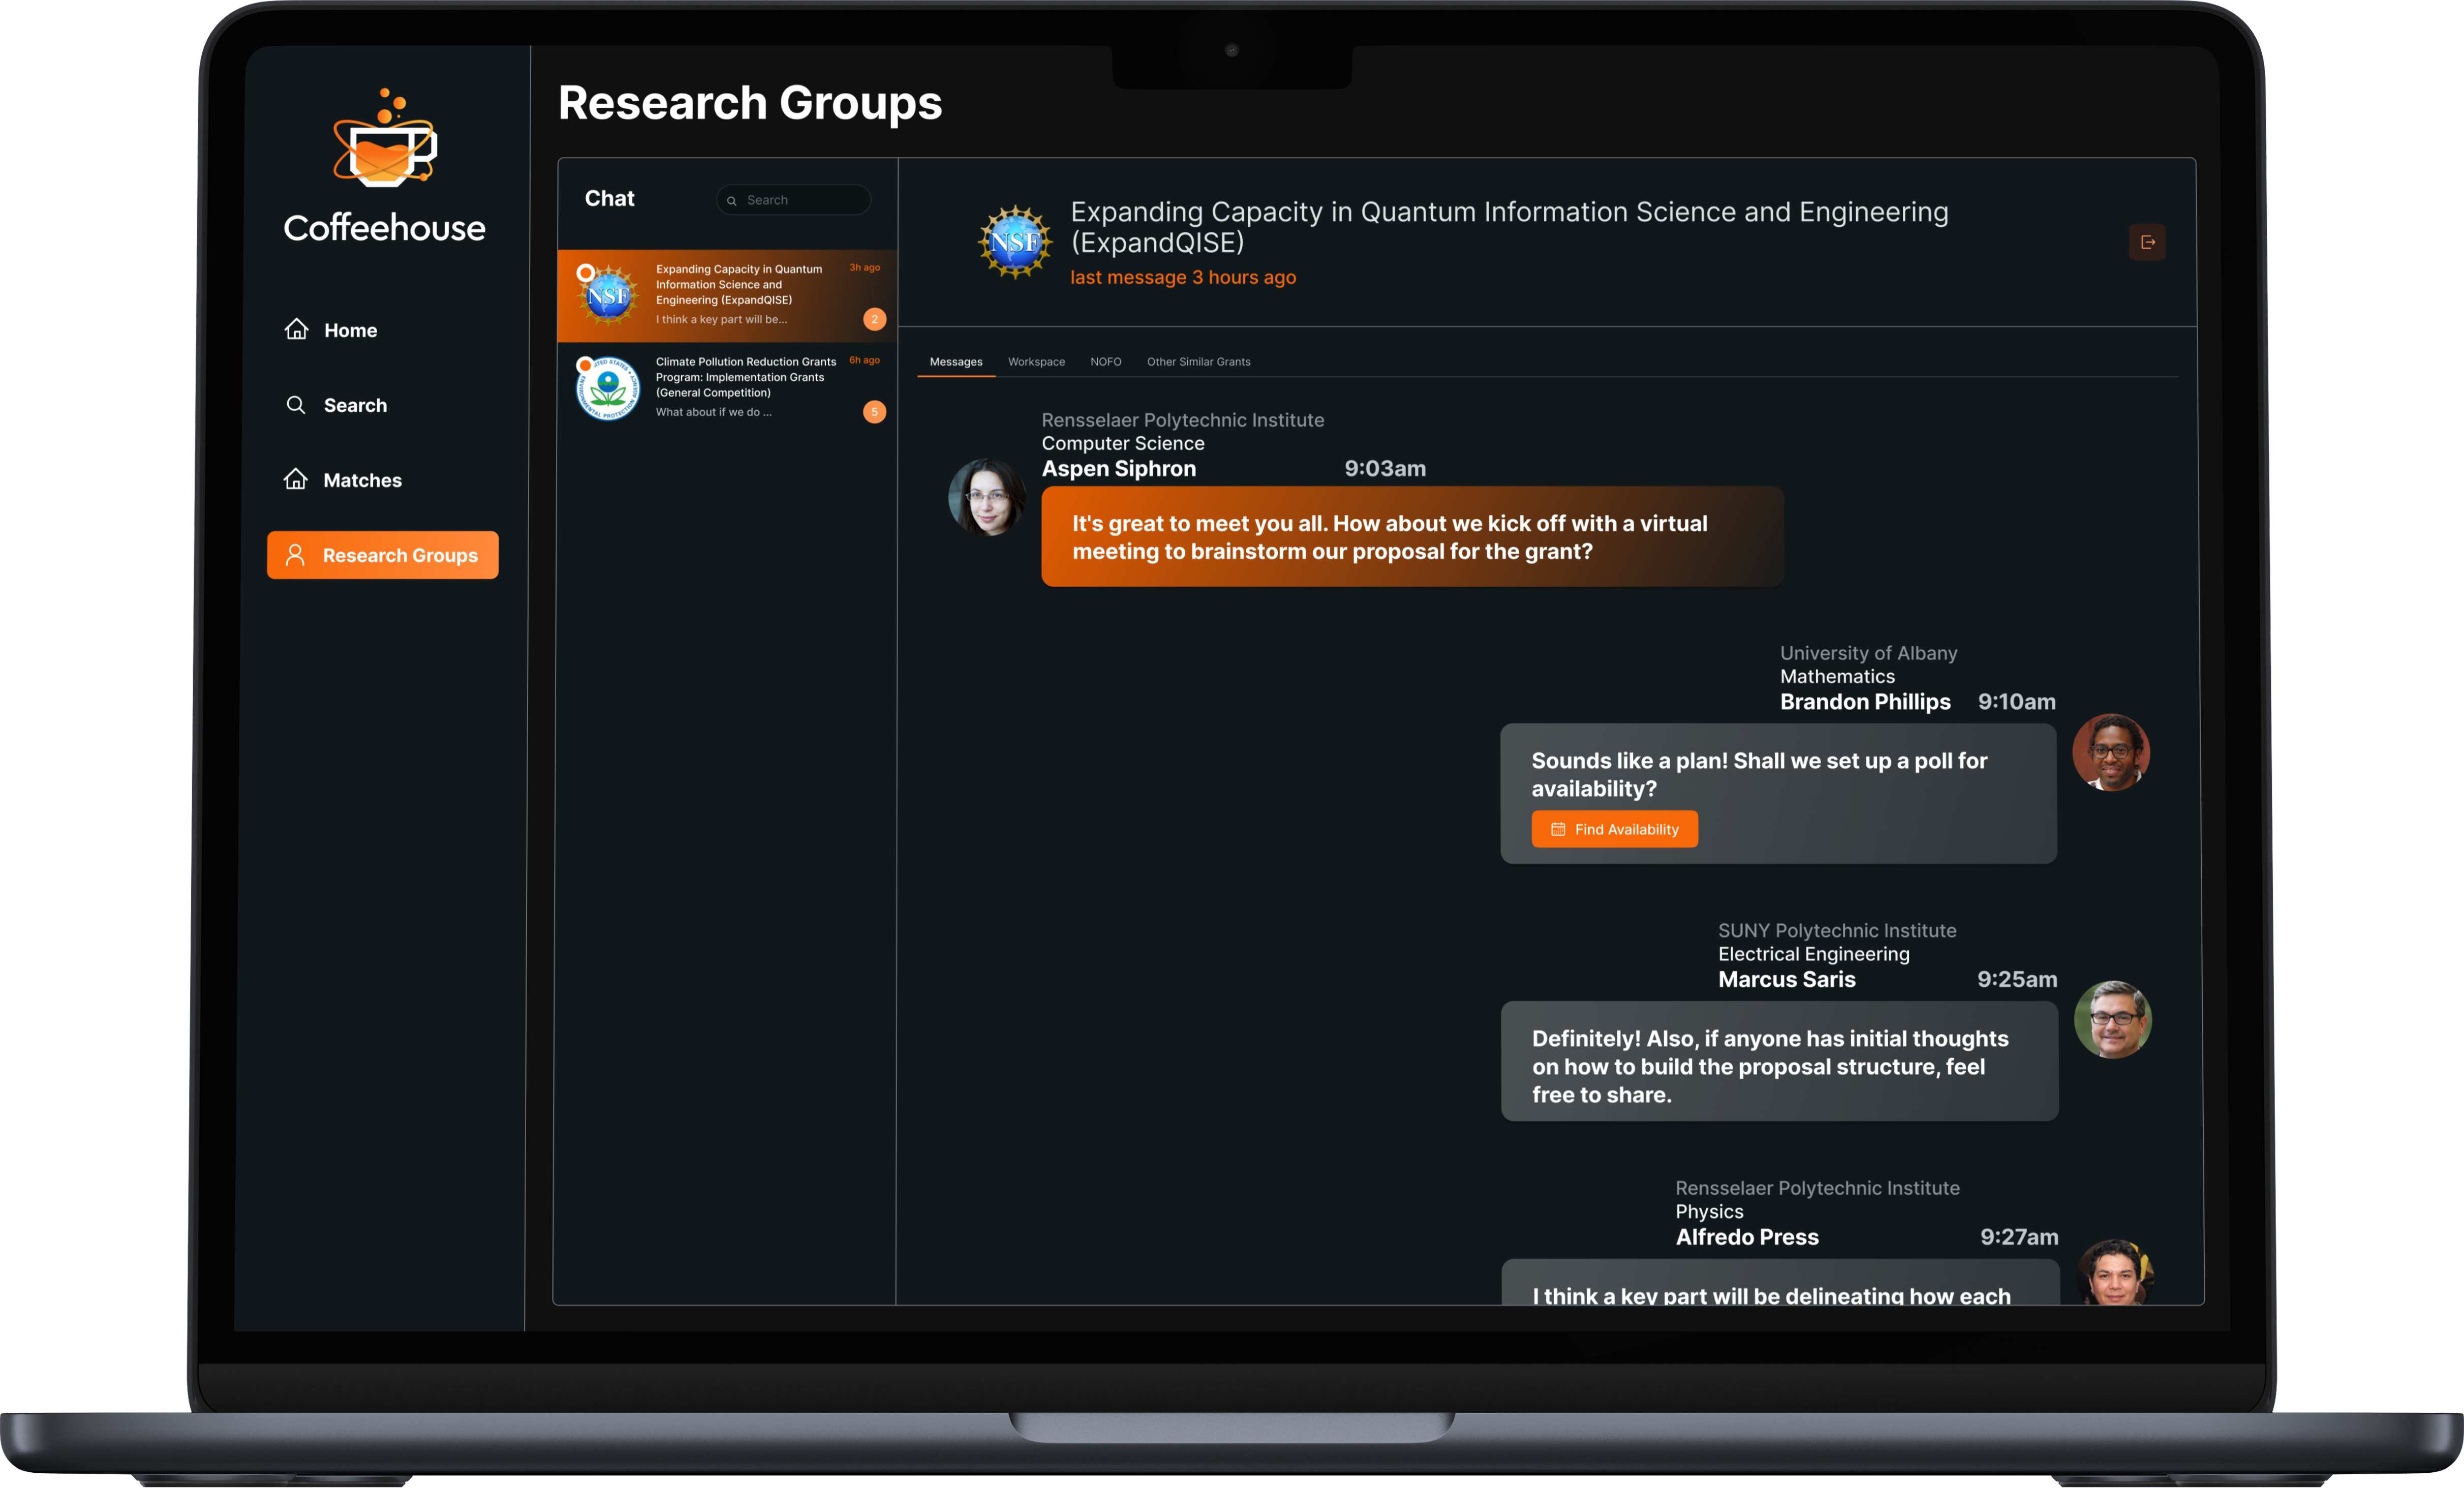 Coffeehouse
Home
Search
Matches
Research Groups
Research Groups
Chat
Search
Expanding Capacity in Quantum
Information Science and
Engineering (ExpandQISE)
3h ago
I think a key part will be...
2
NSF
Climate Pollution Reduction Grants
Program: Implementation Grants
(General Competition)
6h ago
What about if we do ...
5
NSF
Expanding Capacity in Quantum Information Science and Engineering
(ExpandQISE)
last message 3 hours ago
Messages Workspace NOFO Other Similar Grants
Rensselaer Polytechnic Institute
Computer Science
Aspen Siphron 9:03am
It's great to meet you all. How about we kick off with a virtual
meeting to brainstorm our proposal for the grant?
University of Albany
Mathematics
Brandon Phillips 9:10am
Sounds like a plan! Shall we set up a poll for
availability?
Find Availability
SUNY Polytechnic Institute
Electrical Engineering
Marcus Saris 9:25am
Definitely! Also, if anyone has initial thoughts
on how to build the proposal structure, feel
free to share.
Rensselaer Polytechnic Institute
Physics
Alfredo Press 9:27am
I think a key part will be delineating how each